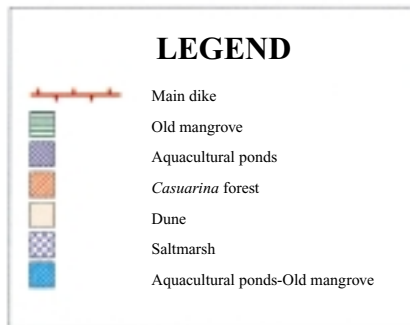 LEGEND
Main dike
Old mangrove
Aquacultural ponds
Casuarina forest
Dune
Saltmarsh
Aquacultural ponds-Old mangrove